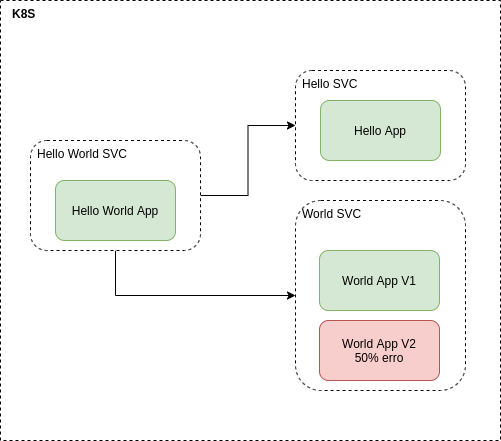 K8S
Hello SVC
Hello App
Hello World SVC
Hello World App
World SVC
World App V1
World App V2
50% erro